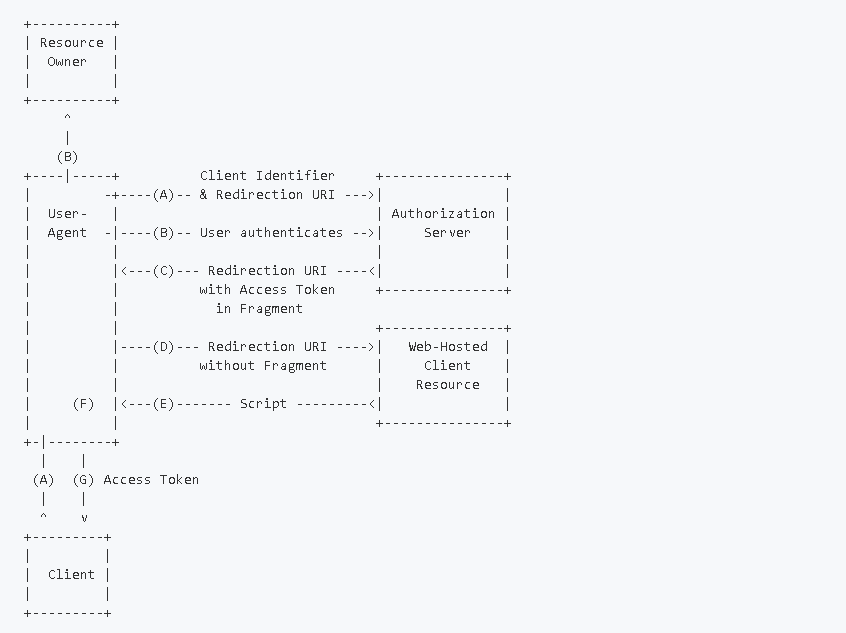 +----------+
| Resource |
|  Owner   |
|          |
+----------+
     ^
     |
    (B)
+----|-----+          Client Identifier     +---------------+
|         -+----(A)-- & Redirection URI --->|               |
|  User-   |                                | Authorization |
|  Agent  -|----(B)-- User authenticates -->|     Server    |
|          |                                |               |
|          |<---(C)--- Redirection URI ----<|               |
|          |          with Access Token     +---------------+
|          |            in Fragment
|          |                                +---------------+
|          |----(D)--- Redirection URI ---->|   Web-Hosted  |
|          |          without Fragment      |     Client    |
|          |                                |    Resource   |
|     (F)  |<---(E)------- Script ---------<|               |
|          |                                +---------------+
+-|--------+
  |    |
 (A)  (G) Access Token
  |    |
  ^    v
+---------+
|         |
|  Client |
|         |
+---------+